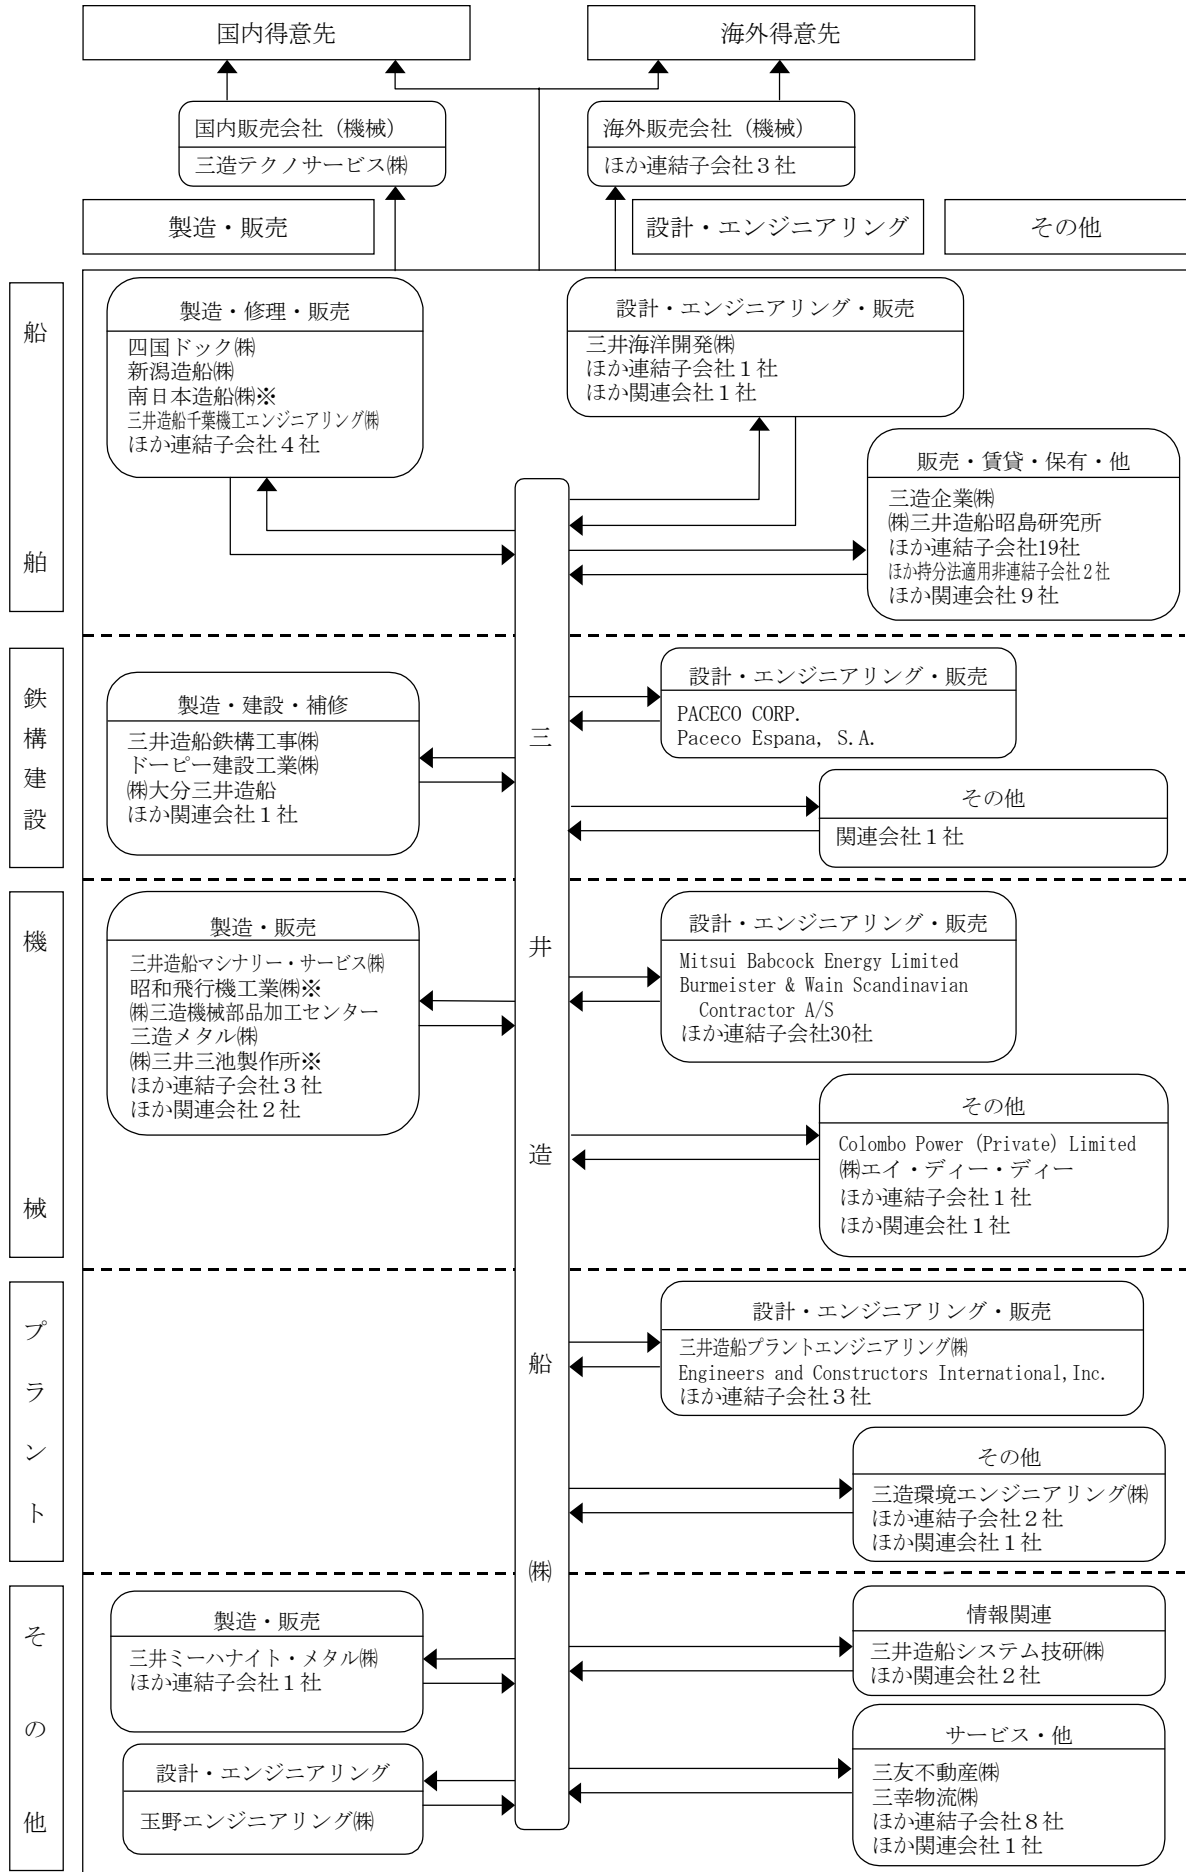 国内得意先
海外得意先
国内販売会社（機械）
三造テクノサービス㈱
海外販売会社（機械）
ほか連結子会社３社
製造・販売
設計・エンジニアリング
その他
船舶
製造・修理・販売
四国ドック㈱
新潟造船㈱
南日本造船㈱※
三井造船千葉機工エンジニアリング㈱
ほか連結子会社４社
設計・エンジニアリング・販売
三井海洋開発㈱
ほか連結子会社１社
ほか関連会社１社
販売・賃貸・保有・他
三造企業㈱
㈱三井造船昭島研究所
ほか連結子会社19社
ほか持分法適用非連結子会社２社
ほか関連会社９社
三井造船㈱
鉄構建設
製造・建設・補修
三井造船鉄構工事㈱
ドーピー建設工業㈱
㈱大分三井造船
ほか関連会社１社
設計・エンジニアリング・販売
PACECO CORP.
Paceco Espana, S.A.
その他
関連会社１社
機械
製造・販売
三井造船マシナリー・サービス㈱
昭和飛行機工業㈱※
㈱三造機械部品加工センター
三造メタル㈱
㈱三井三池製作所※
ほか連結子会社３社
ほか関連会社２社
設計・エンジニアリング・販売
Mitsui Babcock Energy Limited
Burmeister & Wain Scandinavian
Contractor A/S
ほか連結子会社30社
その他
Colombo Power (Private) Limited
㈱エイ・ディー・ディー
ほか連結子会社１社
ほか関連会社１社
プラント
設計・エンジニアリング・販売
三井造船プラントエンジニアリング㈱
Engineers and Constructors International,Inc.
ほか連結子会社３社
その他
三造環境エンジニアリング㈱
ほか連結子会社２社
ほか関連会社１社
その他
製造・販売
三井ミーハナイト・メタル㈱
ほか連結子会社１社
情報関連
三井造船システム技研㈱
ほか関連会社２社
設計・エンジニアリング
玉野エンジニアリング㈱
サービス・他
三友不動産㈱
三幸物流㈱
ほか連結子会社８社
ほか関連会社１社